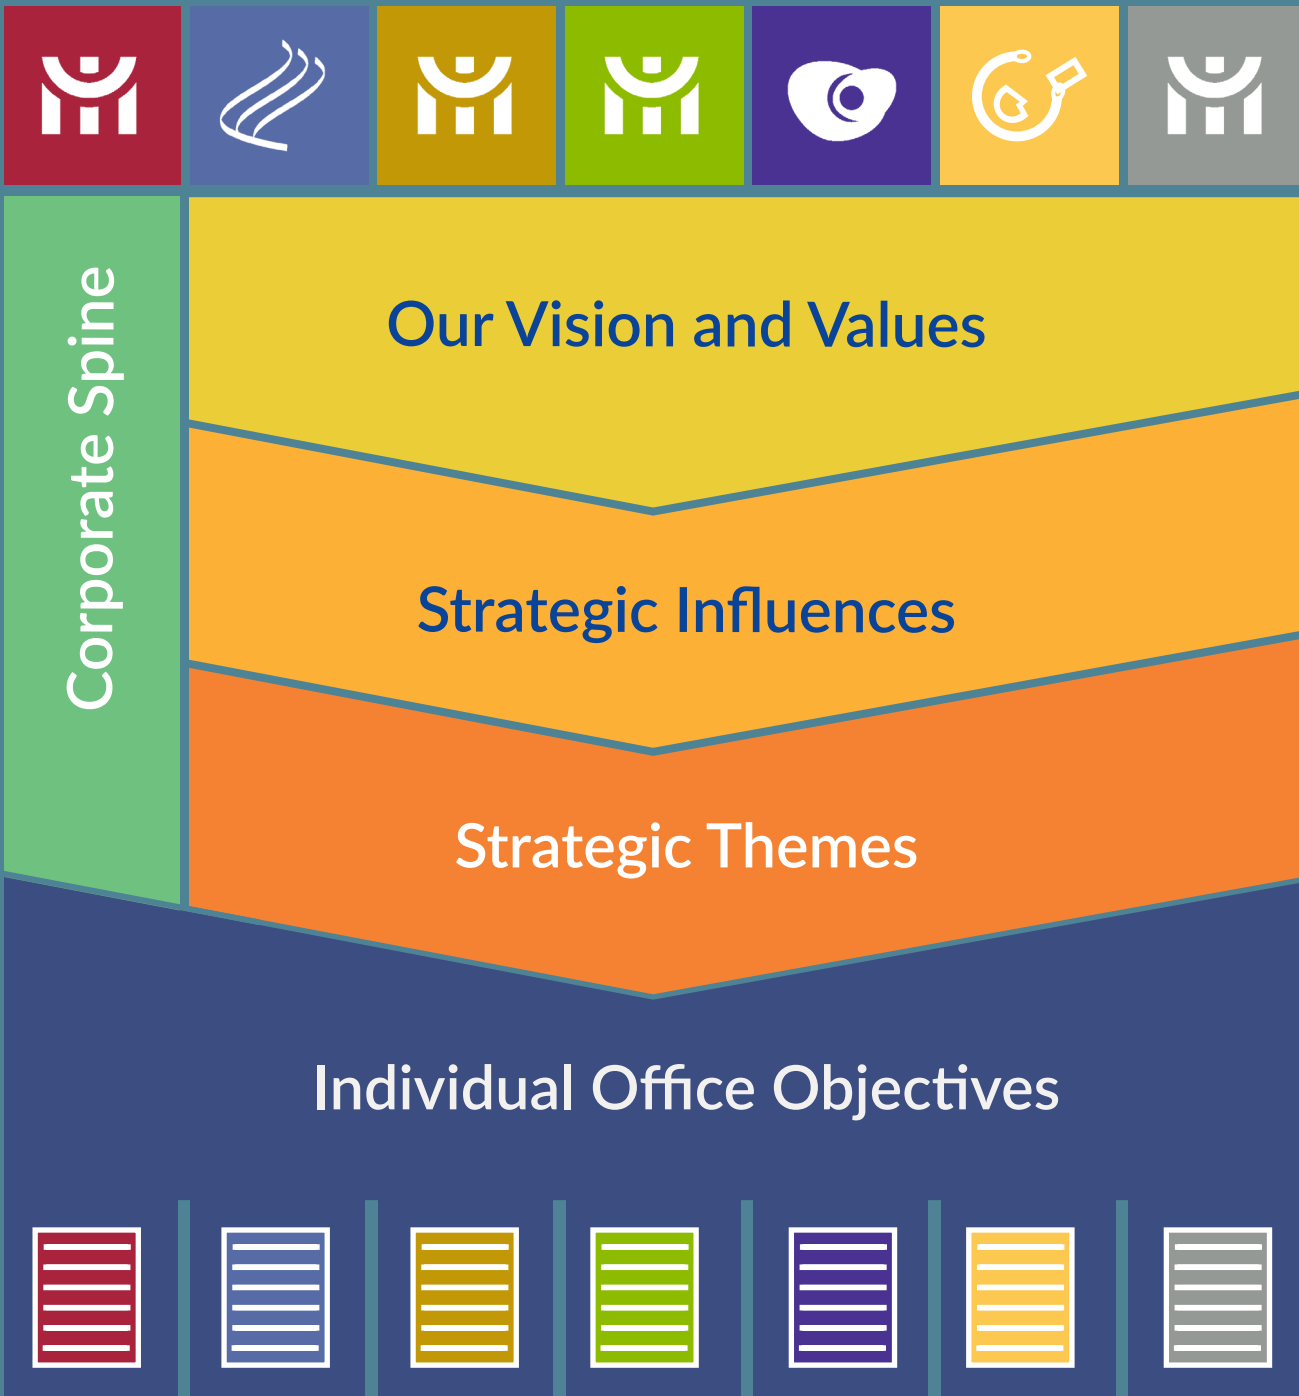 Corporate Spine
Our Vision and Values
Strategic Influences
Strategic Themes
Individual Office Objectives